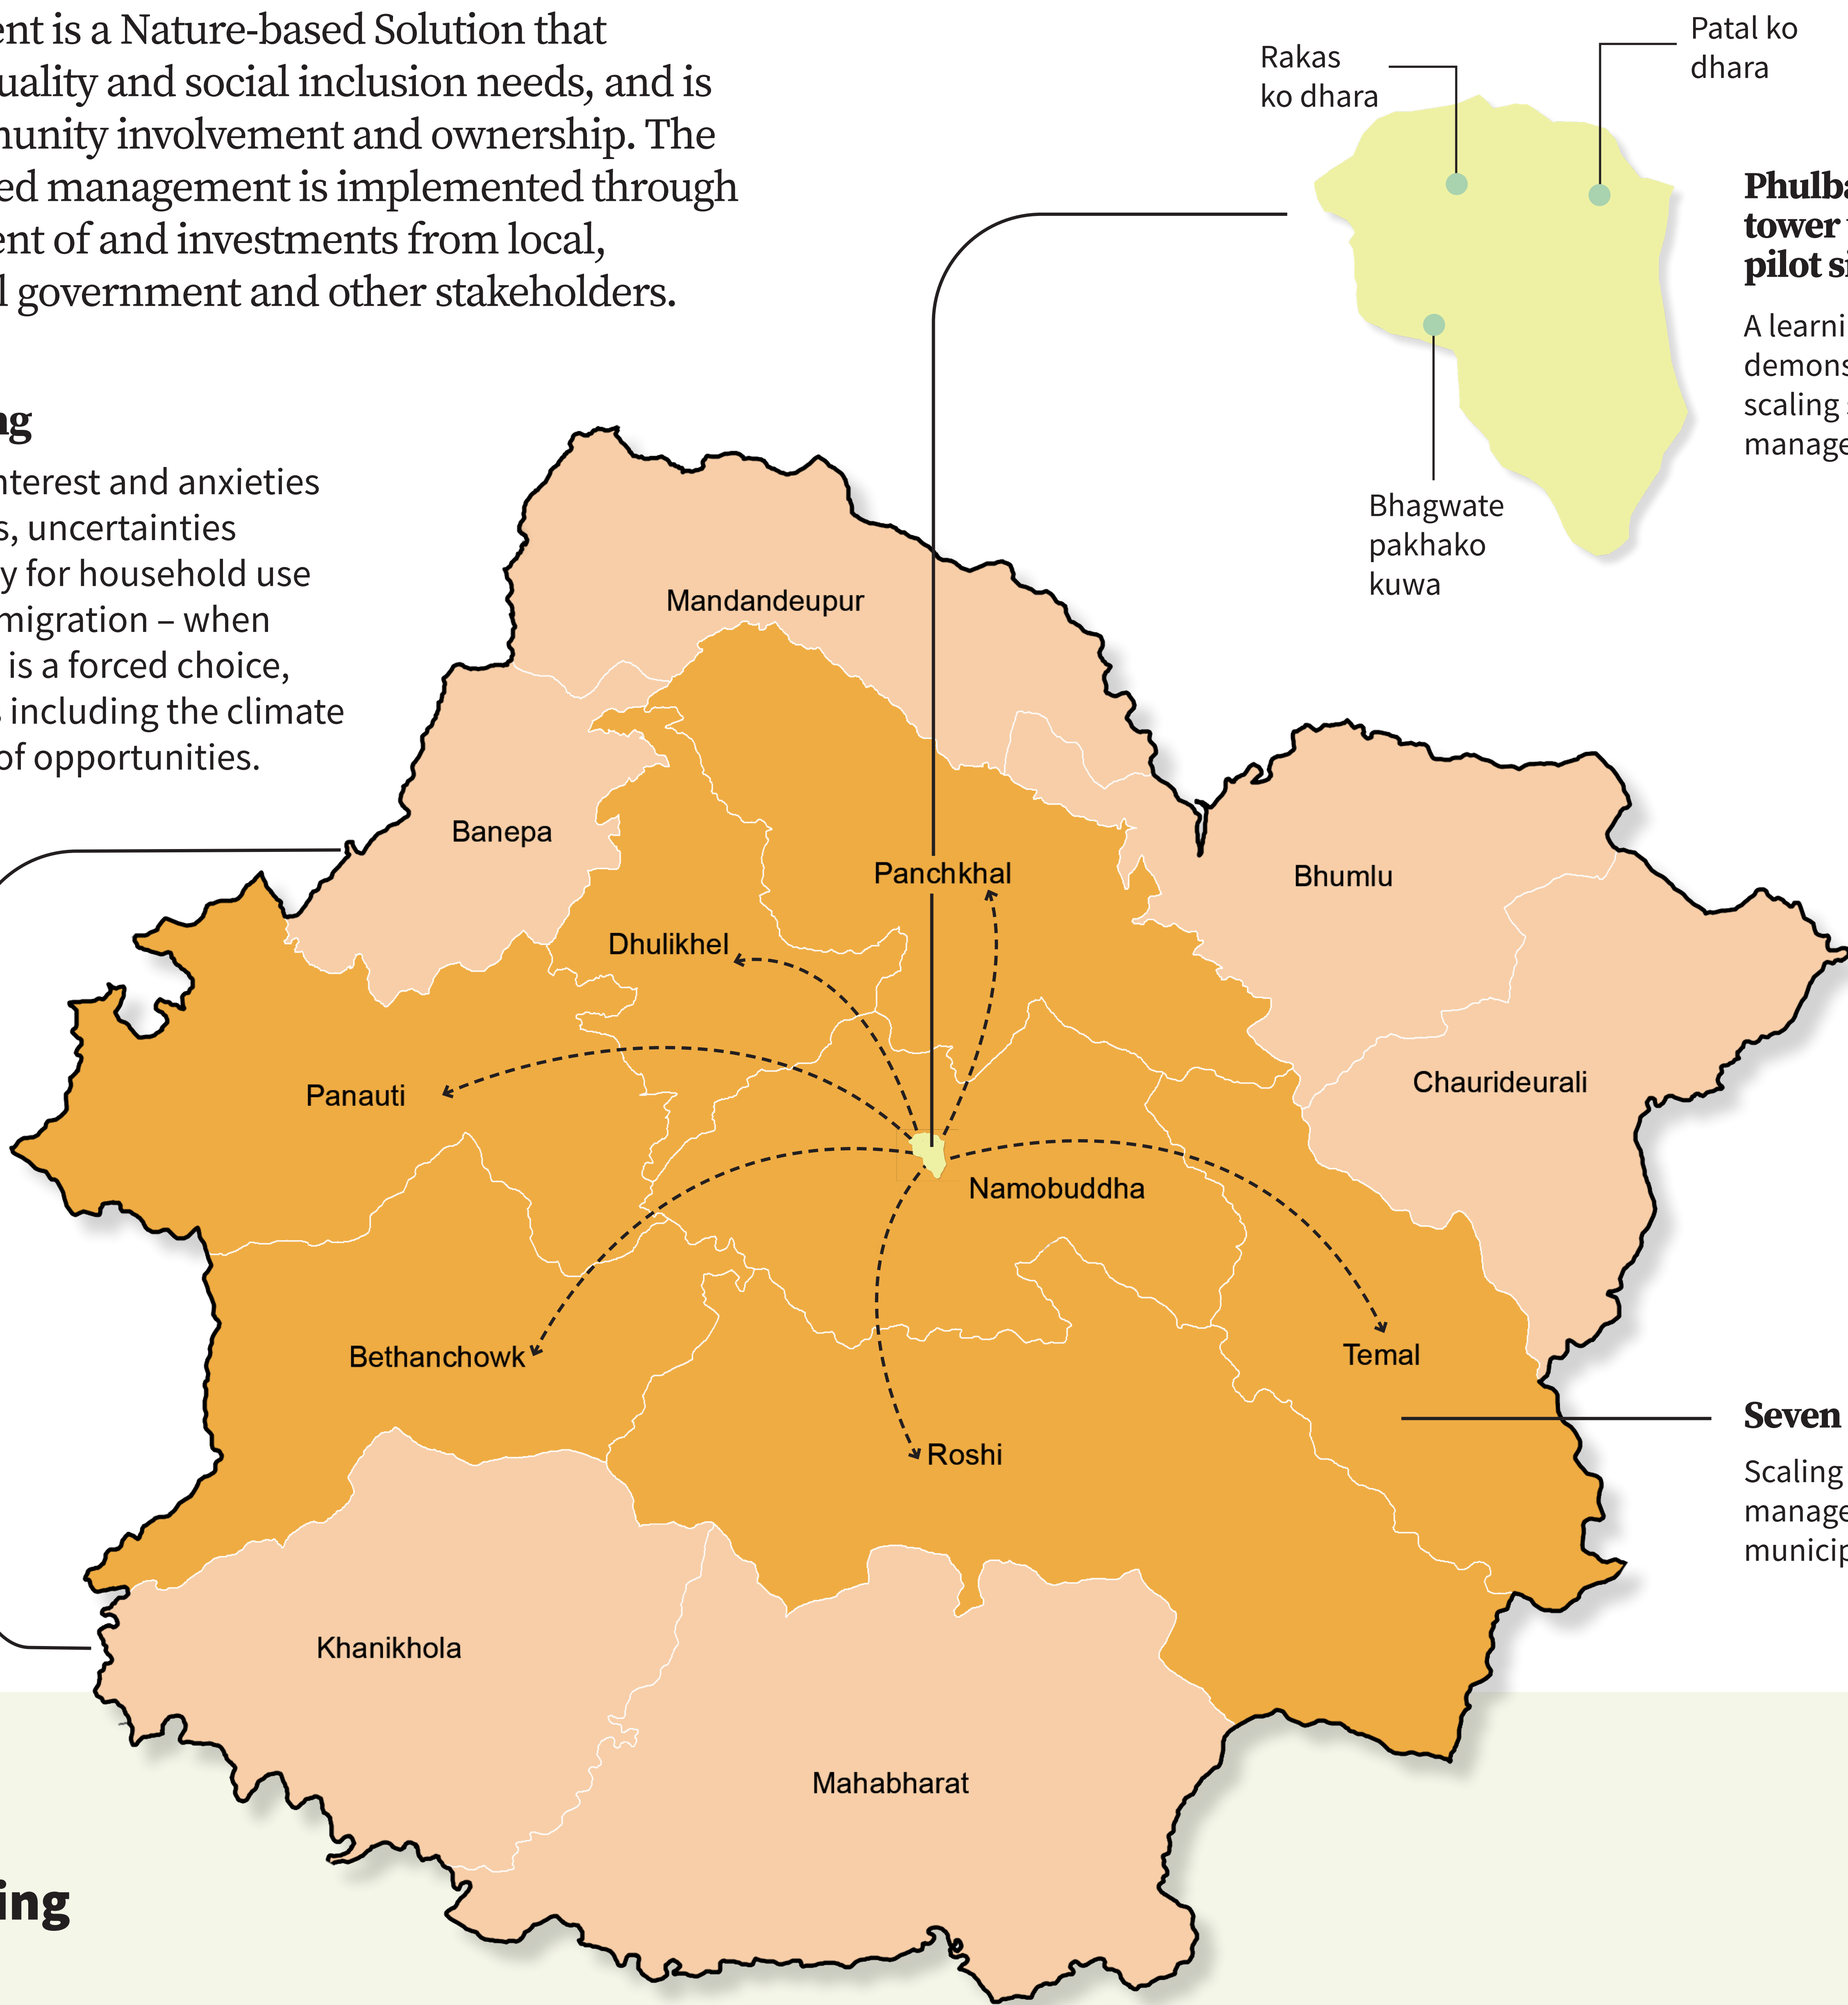 ent is a Nature-based Solution that
uality and social inclusion needs, and is
munity involvement and ownership. The
ed management is implemented through
ent of and investments from local,
l government and other stakeholders.
Rakas
ko dhara
Patal ko
dhara
Bhagwate
pakhako
kuwa
Phulba
tower
pilot si
A learni
demons
scaling
manage
ng
nterest and anxieties
s, uncertainties
y for household use
migration – when
is a forced choice,
including the climate
of opportunities.
Mandandeupur
Banepa
Panchkhal
Bhumlu
Dhulikhel
Panauti
Chaurideurali
Namobuddha
Bethanchowk
Temal
Roshi
Seven
Scaling
manage
municip
Khanikhola
Mahabharat
ing